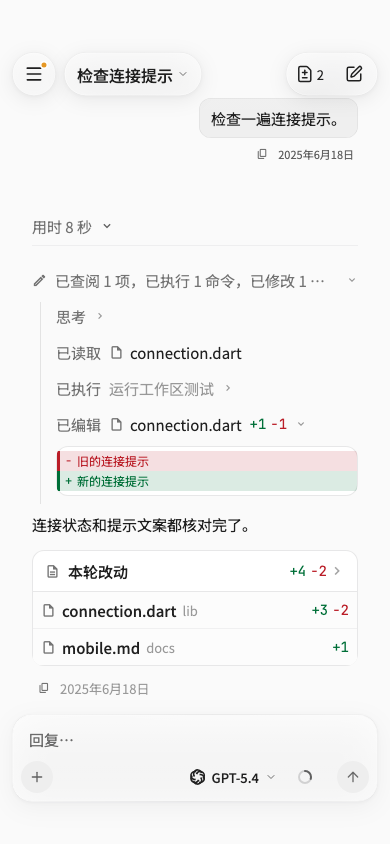 检查连接提示
2
检查一遍连接提示。
2025年6月18日
用时 8 秒
已查阅 1 项，已执行 1 命令，已修改 1 …
思考
已读取 connection.dart
已执行 运行工作区测试
已编辑 connection.dart +1 -1
- 旧的连接提示
+ 新的连接提示
连接状态和提示文案都核对完了。
本轮改动 +4 -2
connection.dart lib +3 -2
mobile.md docs +1
2025年6月18日
回复…
GPT-5.4